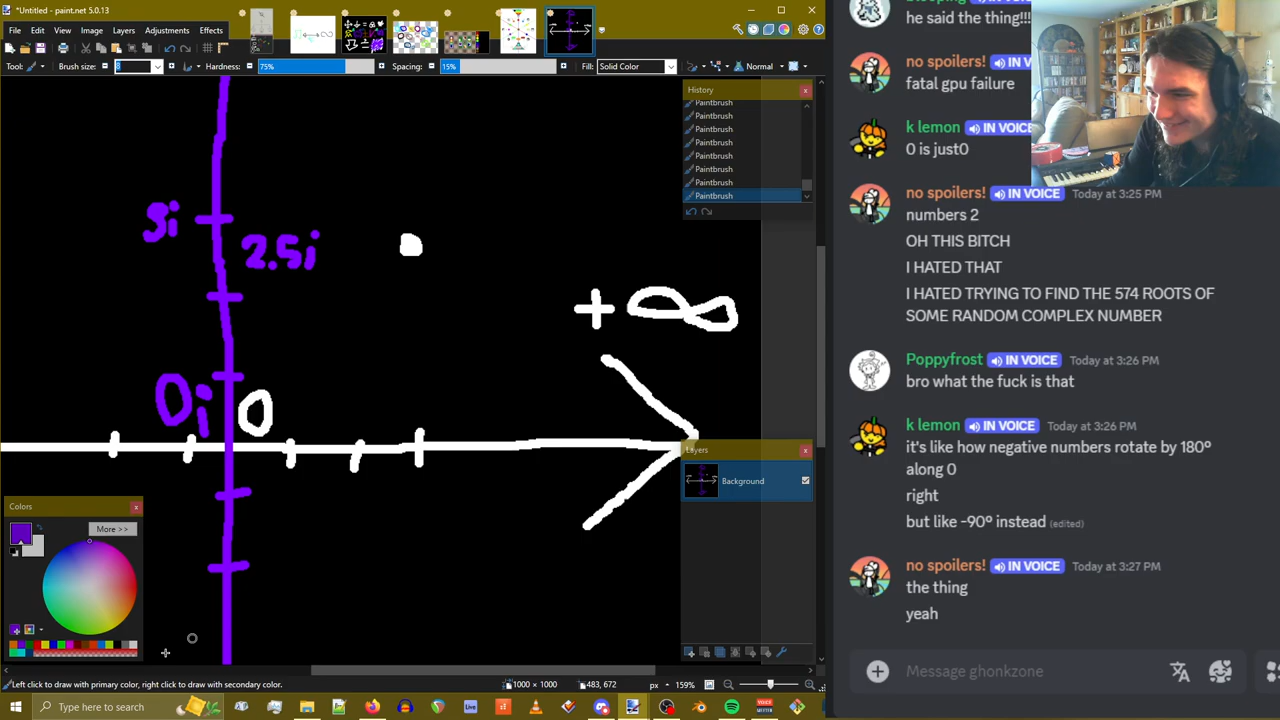 *Untitled - paint.net 5.0.13
File Edit View Image Layers Adjustments Effects
Tool: Brush size: 8 Hardness: 75% Spacing: 15% Fill: Solid Color Normal
History
Paintbrush
Paintbrush
Paintbrush
Paintbrush
Paintbrush
Paintbrush
Paintbrush
Paintbrush
3i
2.5i
+∞
0i
0
Layers
Background
Colors
More >>
Left click to draw with primary color, right click to draw with secondary color.
1000 × 1000
483, 672
px
159%
Type here to search
he said the thing!!!
no spoilers! IN V
fatal gpu failure
k lemon IN VOICE
0 is just0
no spoilers! IN VOICE Today at 3:25 PM
numbers 2
OH THIS BITCH
I HATED THAT
I HATED TRYING TO FIND THE 574 ROOTS OF
SOME RANDOM COMPLEX NUMBER
Poppyfrost IN VOICE Today at 3:26 PM
bro what the fuck is that
k lemon IN VOICE Today at 3:26 PM
it's like how negative numbers rotate by 180º
along 0
right
but like -90º instead (edited)
no spoilers! IN VOICE Today at 3:27 PM
the thing
yeah
Message ghonkzone